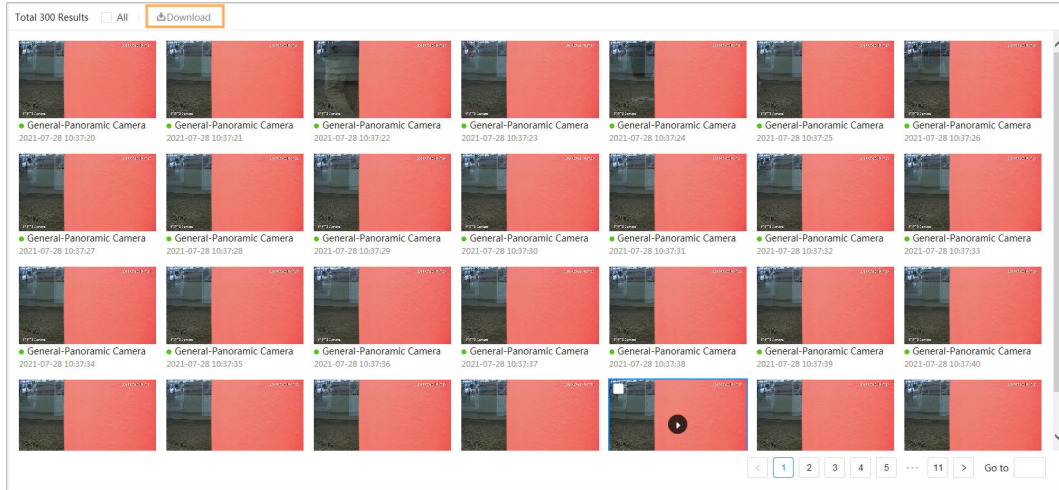 Total 300 Results All Download
General-Panoramic Camera General-Panoramic Camera General-Panoramic Camera General-Panoramic Camera General-Panoramic Camera General-Panoramic Camera General-Panoramic Camera
2021-07-28 10:37:20 2021-07-28 10:37:21 2021-07-28 10:37:22 2021-07-28 10:37:23 2021-07-28 10:37:24 2021-07-28 10:37:25 2021-07-28 10:37:26
General-Panoramic Camera General-Panoramic Camera General-Panoramic Camera General-Panoramic Camera General-Panoramic Camera General-Panoramic Camera General-Panoramic Camera
2021-07-28 10:37:27 2021-07-28 10:37:28 2021-07-28 10:37:29 2021-07-28 10:37:30 2021-07-28 10:37:31 2021-07-28 10:37:32 2021-07-28 10:37:33
General-Panoramic Camera General-Panoramic Camera General-Panoramic Camera General-Panoramic Camera General-Panoramic Camera General-Panoramic Camera General-Panoramic Camera
2021-07-28 10:37:34 2021-07-28 10:37:35 2021-07-28 10:37:36 2021-07-28 10:37:37 2021-07-28 10:37:38 2021-07-28 10:37:39 2021-07-28 10:37:40
< 1 2 3 4 5 ··· 11 > Go to